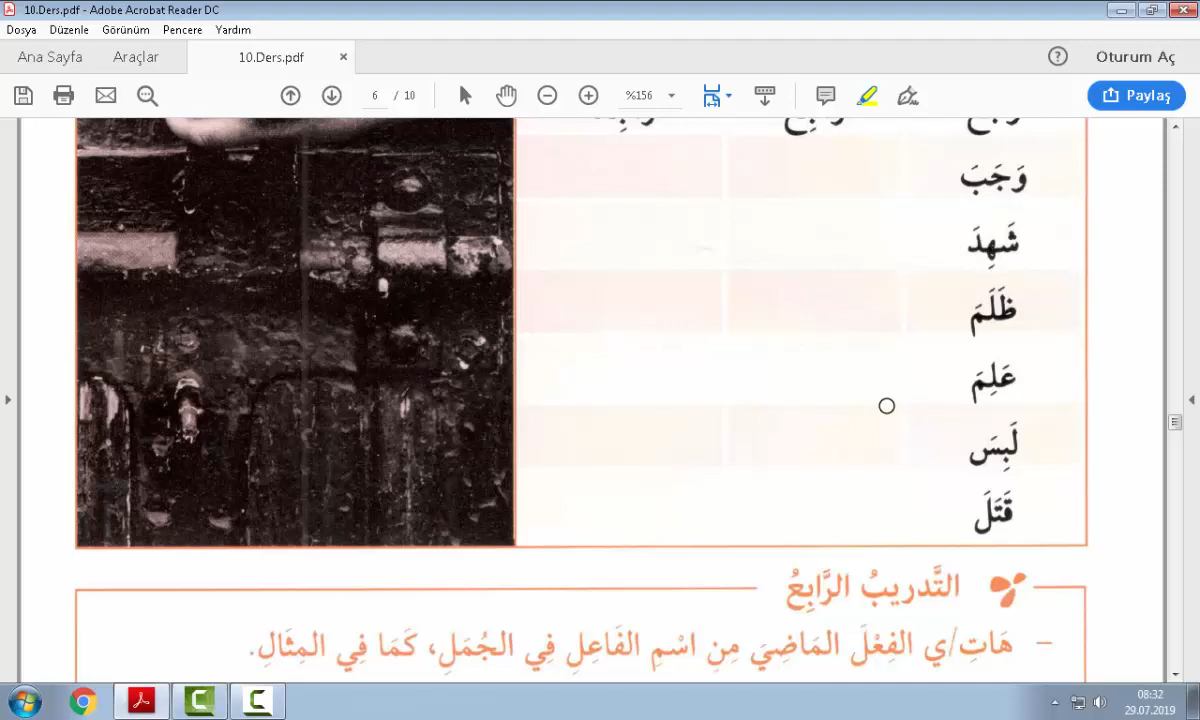 10.Ders.pdf - Adobe Acrobat Reader DC
Dosya Düzenle Görünüm Pencere Yardım
Ana Sayfa Araçlar 10.Ders.pdf × ? Oturum Aç
6 / 10 %156 Paylaş
وَجَبَ
شَهِدَ
ظَلَمَ
عَلِمَ
لَبِسَ
قَتَلَ
التَّدريبُ الرَّابِعُ
– هَاتِ/ي الفِعْلَ المَاضِيَ مِنِ اسْمِ الفَاعِلِ فِي الجُمَلِ، كَمَا فِي المِثَالِ.
08:32
29.07.2019